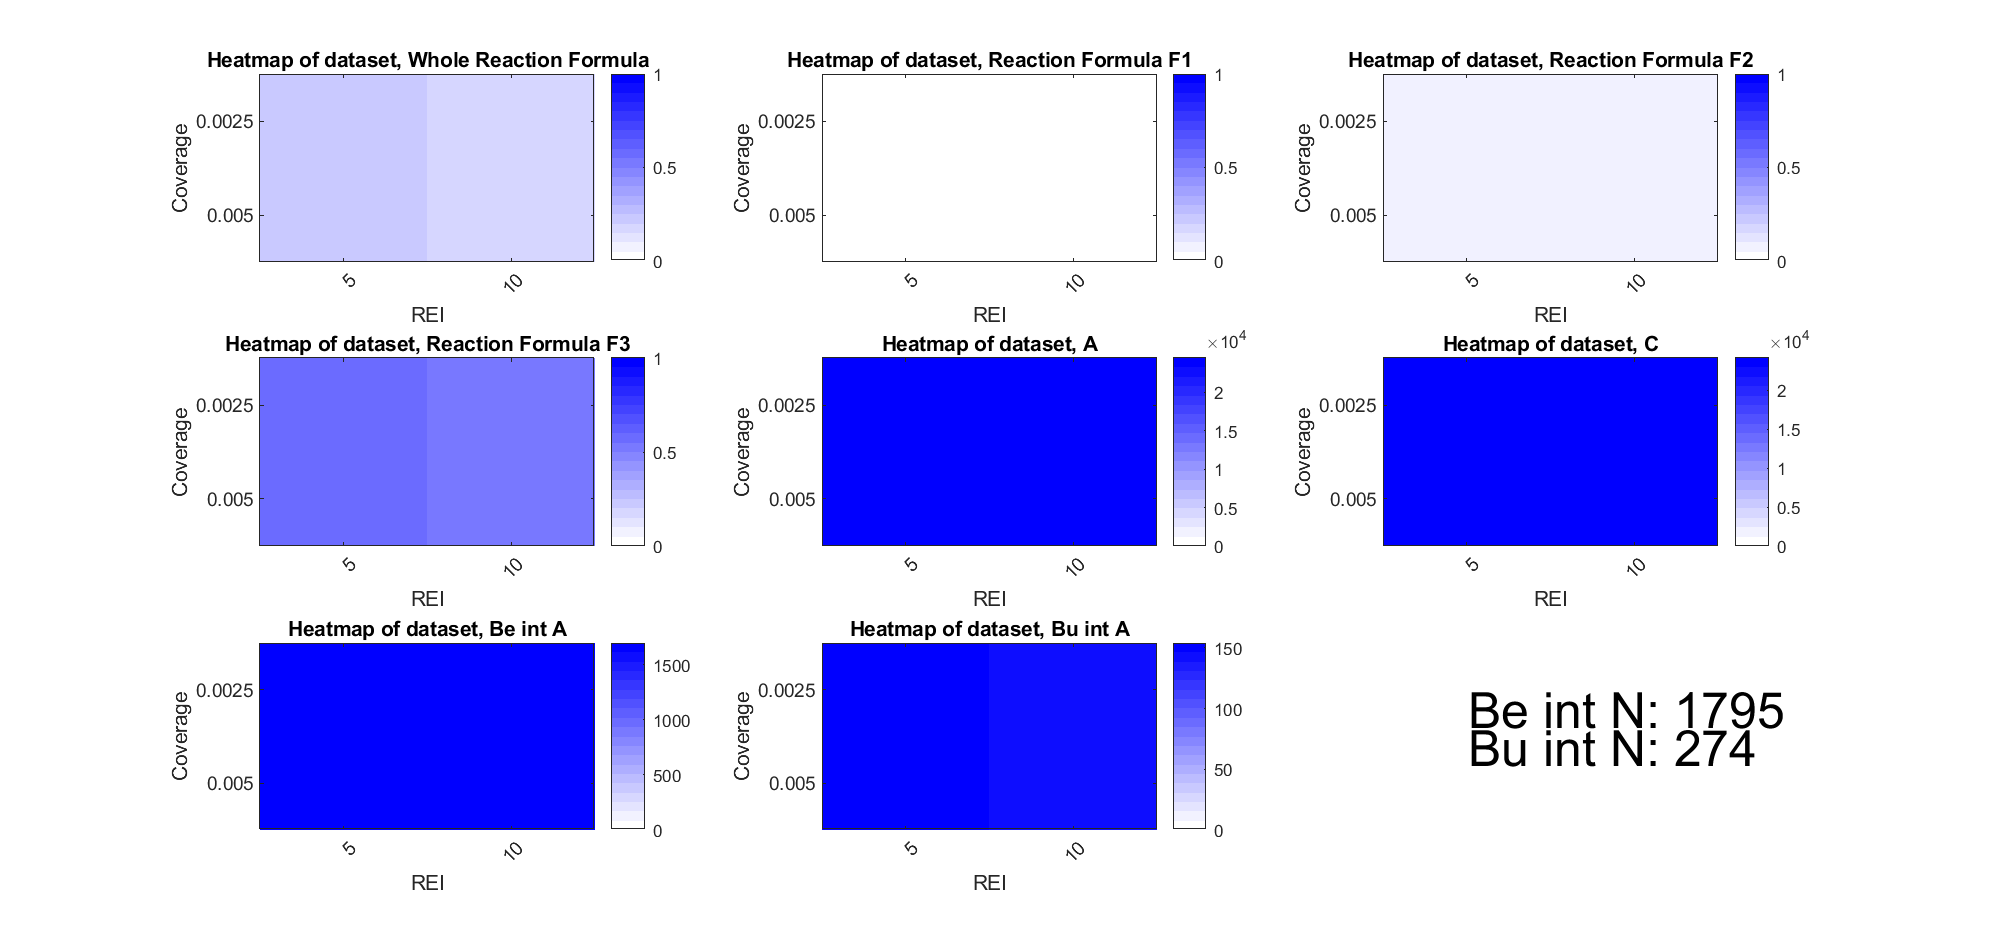 Heatmap of dataset, Whole Reaction Formula
Coverage
0.0025
0.005
5
10
REI
1
0.5
0
Heatmap of dataset, Reaction Formula F1
Coverage
0.0025
0.005
5
10
REI
1
0.5
0
Heatmap of dataset, Reaction Formula F2
Coverage
0.0025
0.005
5
10
REI
1
0.5
0
Heatmap of dataset, Reaction Formula F3
Coverage
0.0025
0.005
5
10
REI
1
0.5
0
Heatmap of dataset, A
Coverage
0.0025
0.005
5
10
REI
×10⁴
2
1.5
1
0.5
0
Heatmap of dataset, C
Coverage
0.0025
0.005
5
10
REI
×10⁴
2
1.5
1
0.5
0
Heatmap of dataset, Be int A
Coverage
0.0025
0.005
5
10
REI
1500
1000
500
0
Heatmap of dataset, Bu int A
Coverage
0.0025
0.005
5
10
REI
150
100
50
0
Be int N: 1795
Bu int N: 274